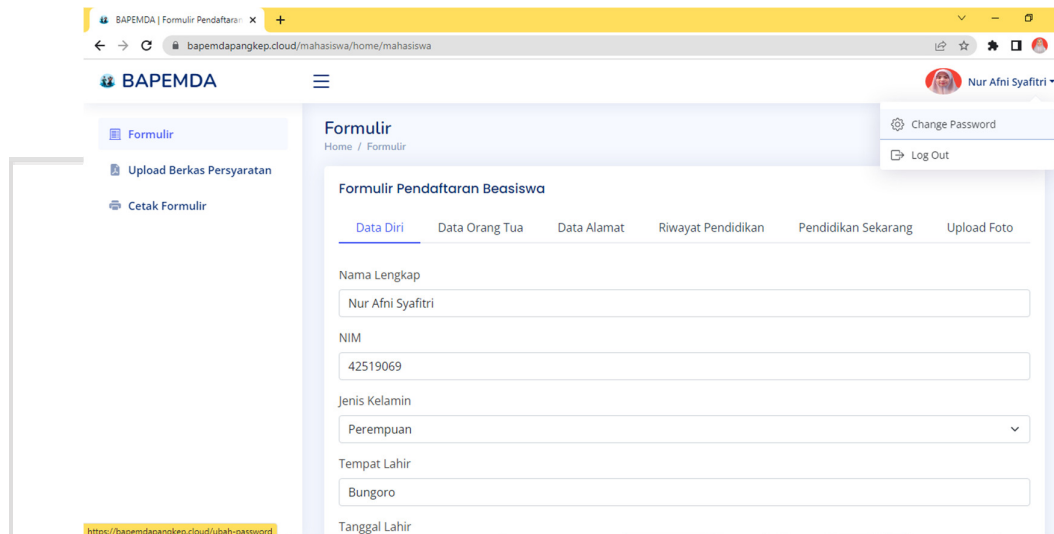 BAPEMDA | Formulir Pendaftaran
bapemdapangkep.cloud/mahasiswa/home/mahasiswa
BAPEMDA
Nur Afni Syafitri
Change Password
Log Out
Formulir
Upload Berkas Persyaratan
Cetak Formulir
Formulir
Home / Formulir
Formulir Pendaftaran Beasiswa
Data Diri Data Orang Tua Data Alamat Riwayat Pendidikan Pendidikan Sekarang Upload Foto
Nama Lengkap
Nur Afni Syafitri
NIM
42519069
Jenis Kelamin
Perempuan
Tempat Lahir
Bungoro
Tanggal Lahir
https://bapemdapangkep.cloud/ubah-password